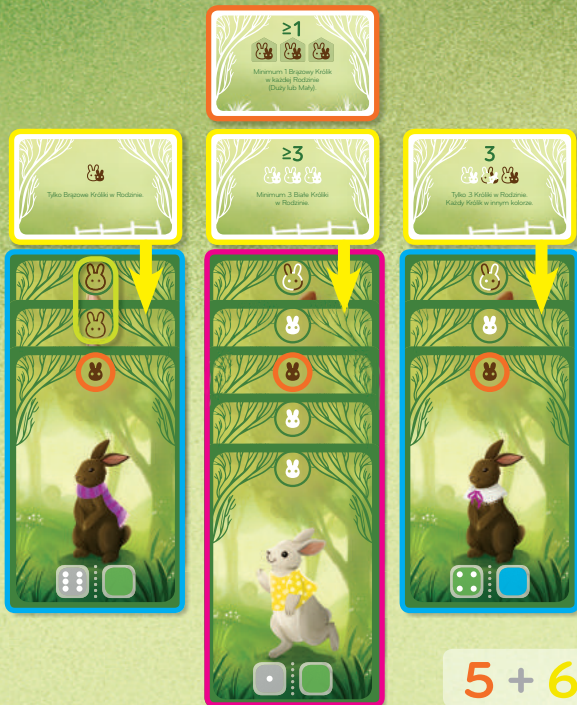 ≥1
Minimum 1 Brązowy Królik
w każdej Rodzinie
(Duży lub Mały).
Tylko Brązowe Króliki w Rodzinie.
≥3
Minimum 3 Białe Króliki
w Rodzinie.
3
Tylko 3 Króliki w Rodzinie.
Każdy Królik w innym kolorze.
5 + 6